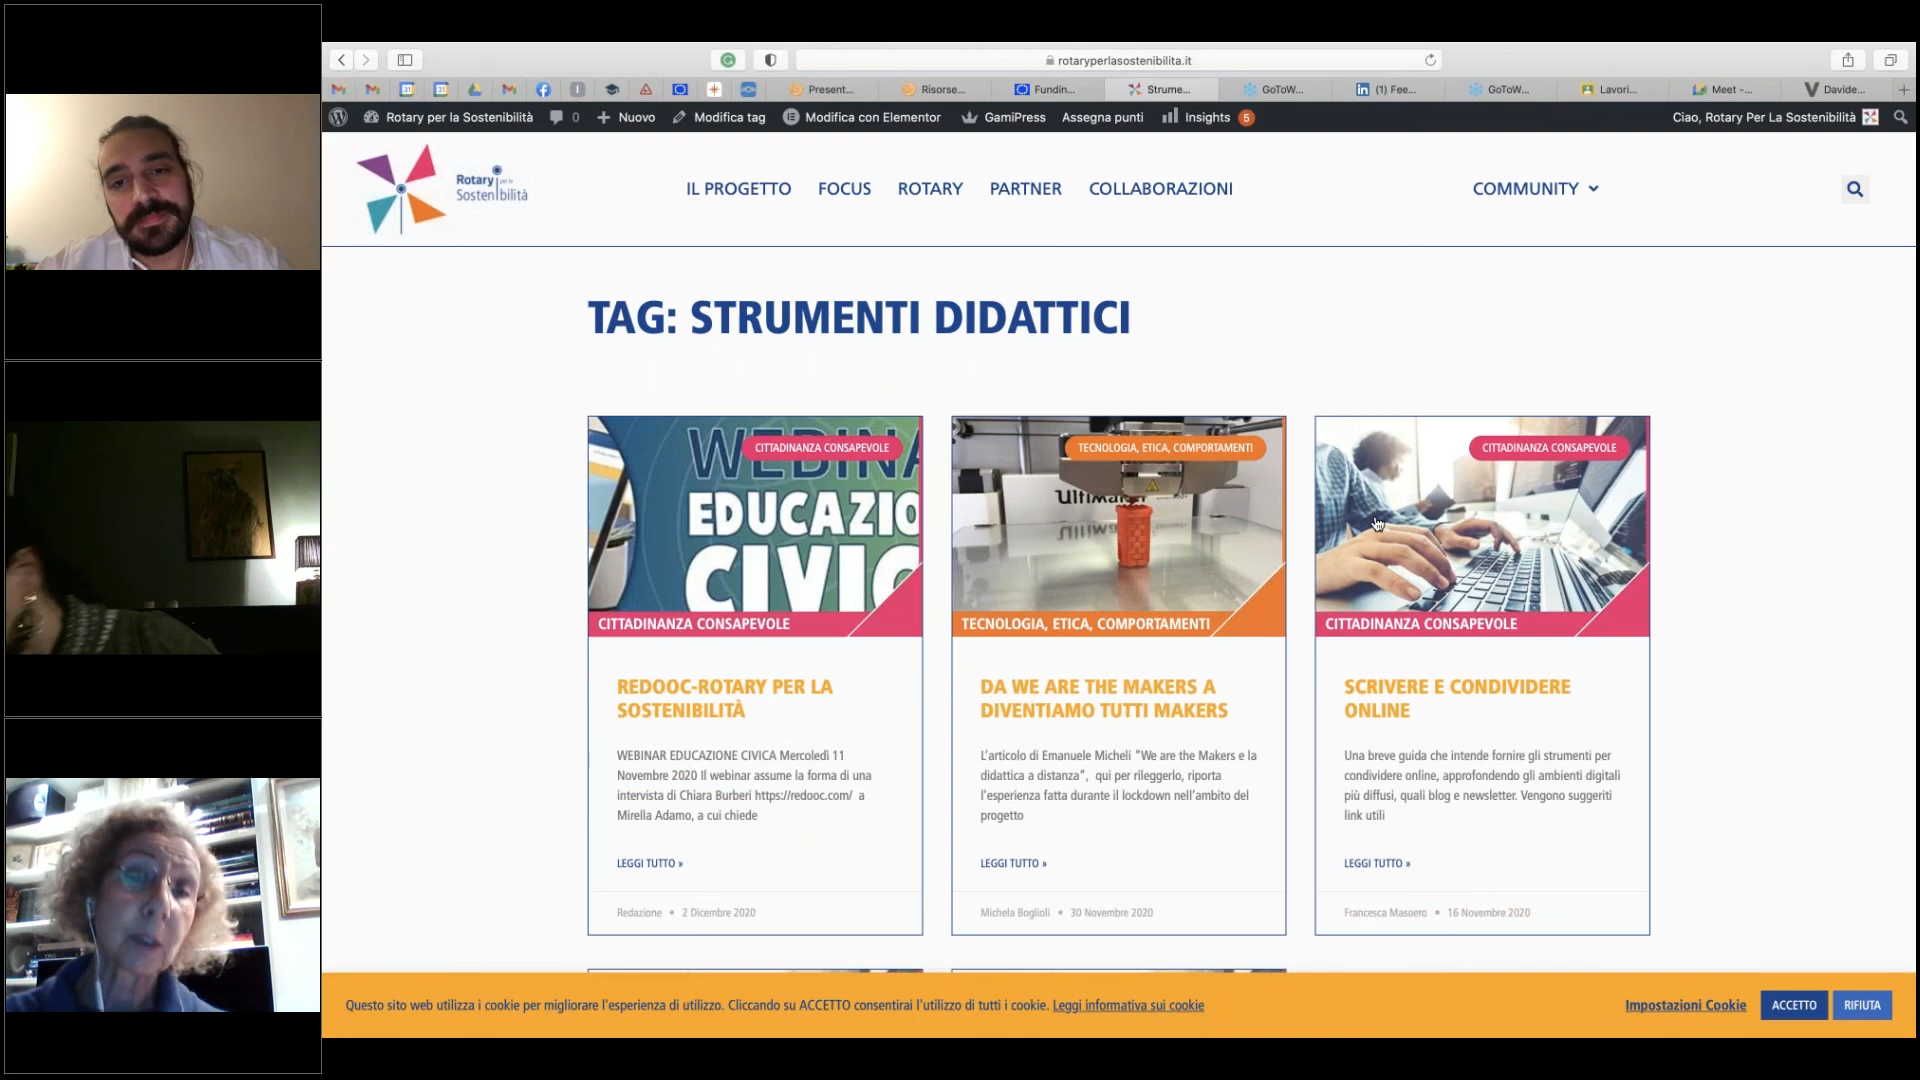 rotaryperlasostenibilita.it
Present...
Risorse...
Fundin...
Strume...
GoToW...
(1) Fee...
GoToW...
Lavori...
Meet -...
Davide...
Rotary per la Sostenibilità
0
Nuovo
Modifica tag
Modifica con Elementor
GamiPress
Assegna punti
Insights
5
Ciao, Rotary Per La Sostenibilità
Rotary per la
Sostenibilità
IL PROGETTO
FOCUS
ROTARY
PARTNER
COLLABORAZIONI
COMMUNITY
TAG: STRUMENTI DIDATTICI
WEBINA
EDUCAZIO
CIVIC
CITTADINANZA CONSAPEVOLE
CITTADINANZA CONSAPEVOLE
REDOOC-ROTARY PER LA
SOSTENIBILITÀ
WEBINAR EDUCAZIONE CIVICA Mercoledì 11
Novembre 2020 Il webinar assume la forma di una
intervista di Chiara Burberi https://redooc.com/ a
Mirella Adamo, a cui chiede
LEGGI TUTTO »
Redazione • 2 Dicembre 2020
TECNOLOGIA, ETICA, COMPORTAMENTI
TECNOLOGIA, ETICA, COMPORTAMENTI
DA WE ARE THE MAKERS A
DIVENTIAMO TUTTI MAKERS
L'articolo di Emanuele Micheli “We are the Makers e la
didattica a distanza”, qui per rileggerlo, riporta
l'esperienza fatta durante il lockdown nell'ambito del
progetto
LEGGI TUTTO »
Michela Boglioli • 30 Novembre 2020
CITTADINANZA CONSAPEVOLE
CITTADINANZA CONSAPEVOLE
SCRIVERE E CONDIVIDERE
ONLINE
Una breve guida che intende fornire gli strumenti per
condividere online, approfondendo gli ambienti digitali
più diffusi, quali blog e newsletter. Vengono suggeriti
link utili
LEGGI TUTTO »
Francesca Masoero • 16 Novembre 2020
Questo sito web utilizza i cookie per migliorare l'esperienza di utilizzo. Cliccando su ACCETTO consentirai l'utilizzo di tutti i cookie. Leggi informativa sui cookie
Impostazioni Cookie
ACCETTO
RIFIUTA